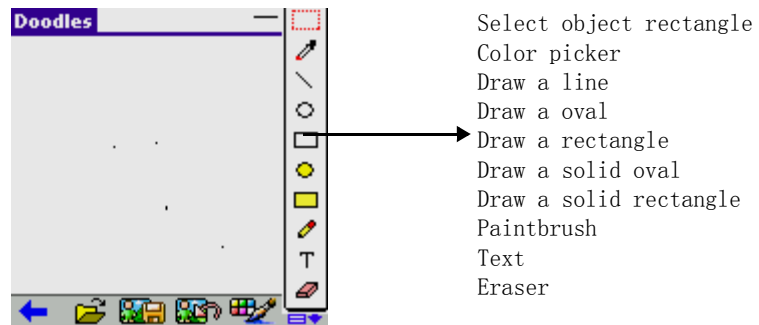 Doodles
Select object rectangle
Color picker
Draw a line
Draw a oval
Draw a rectangle
Draw a solid oval
Draw a solid rectangle
Paintbrush
T
Text
Eraser